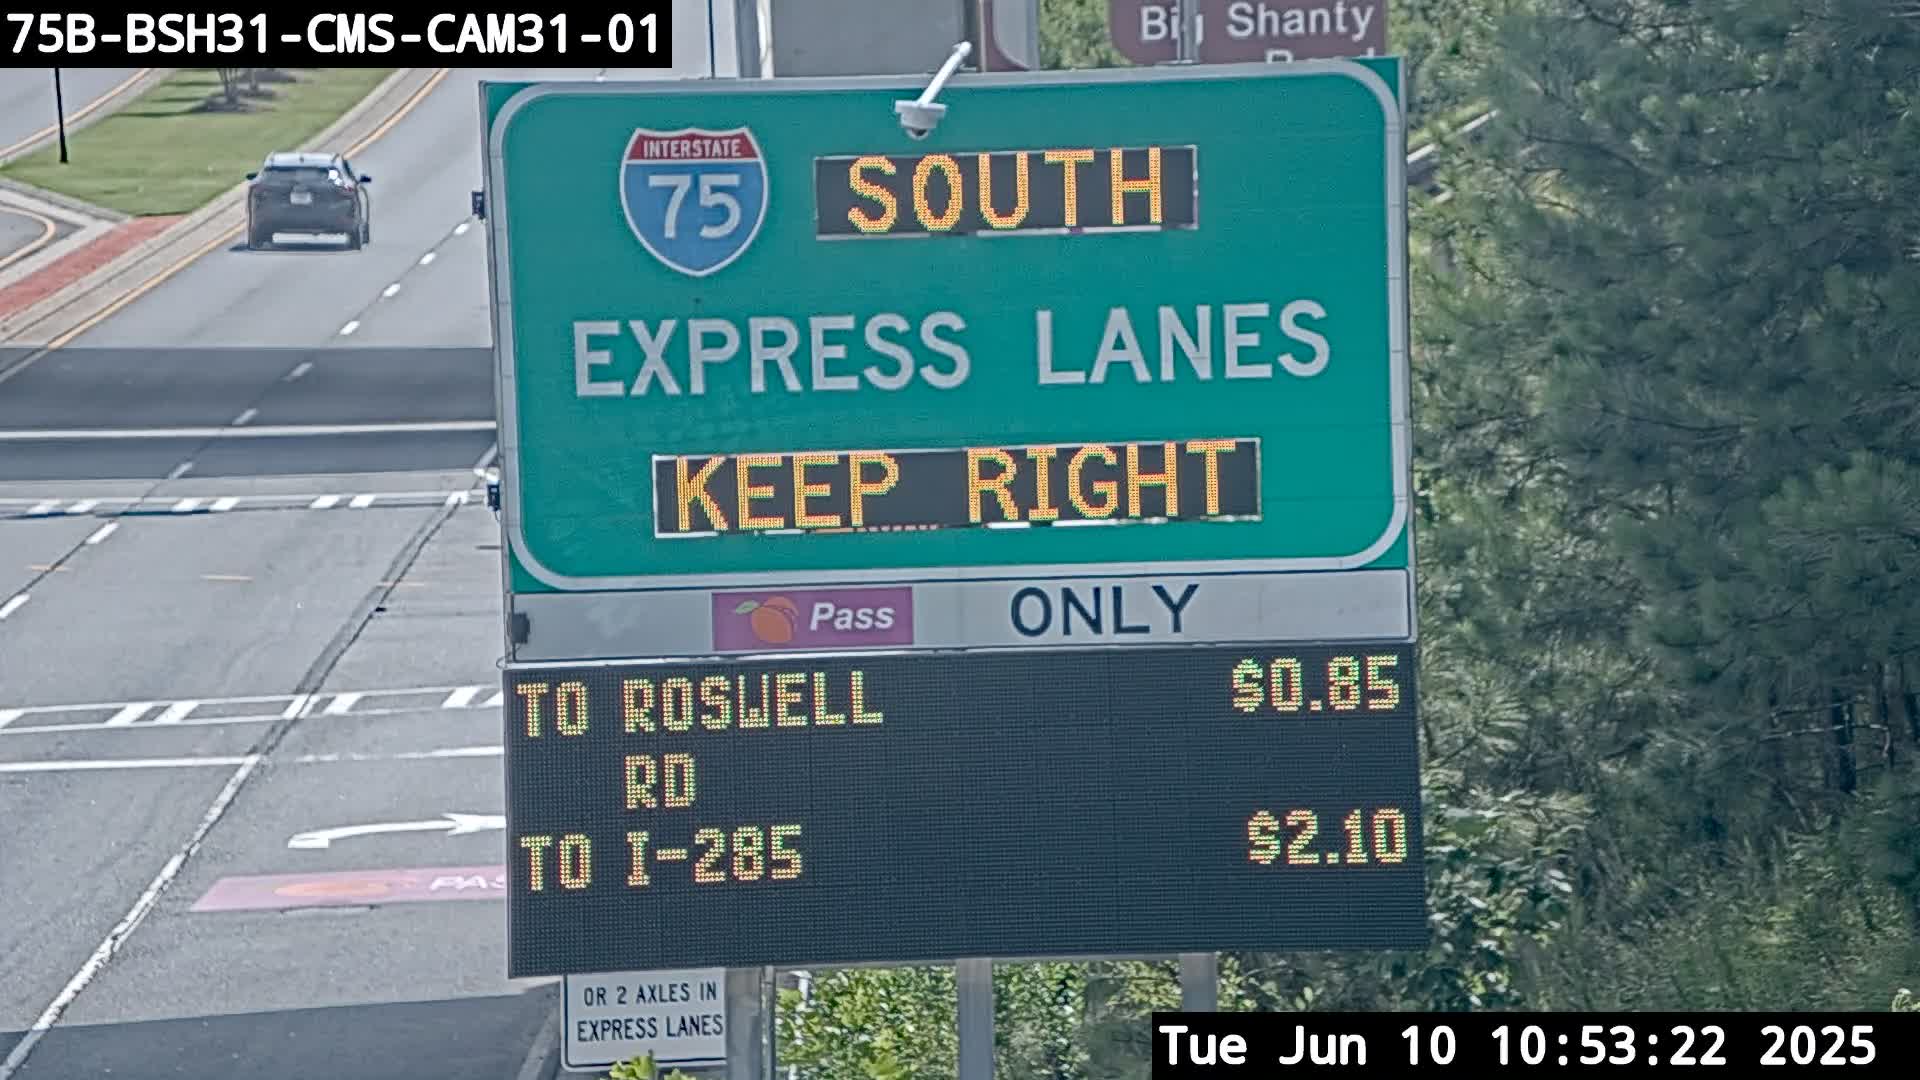 75B-BSH31-CMS-CAM31-01
Big Shanty
Road
INTERSTATE
75
SOUTH
EXPRESS LANES
KEEP RIGHT
Pass
ONLY
TO ROSWELL $0.85
RD
TO I-285 $2.10
OR 2 AXLES IN
EXPRESS LANES
Tue Jun 10 10:53:22 2025